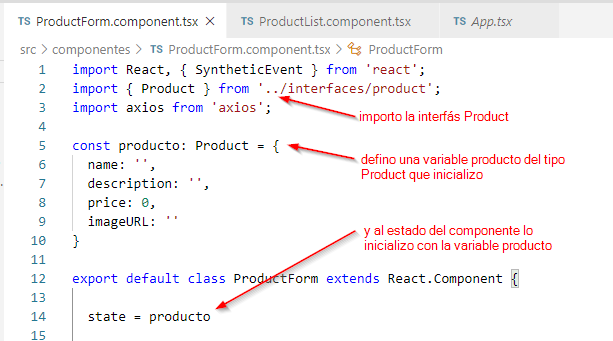 TS ProductForm.component.tsx × TS ProductList.component.tsx TS App.tsx
src > componentes > TS ProductForm.component.tsx > ProductForm
1 import React, { SyntheticEvent } from 'react';
2 import { Product } from '../interfaces/product';
3 import axios from 'axios';
importo la interfás Product
4
5 const producto: Product = {
defino una variable producto del tipo
6 name: '',
Product que inicializo
7 description: '',
8 price: 0,
9 imageURL: ''
y al estado del componente lo
10 }
inicializo con la variable producto
11
12 export default class ProductForm extends React.Component {
13
14 state = producto
15